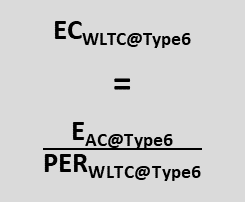 EC WLTC@Type6
=
E AC@Type6
PER WLTC@Type6